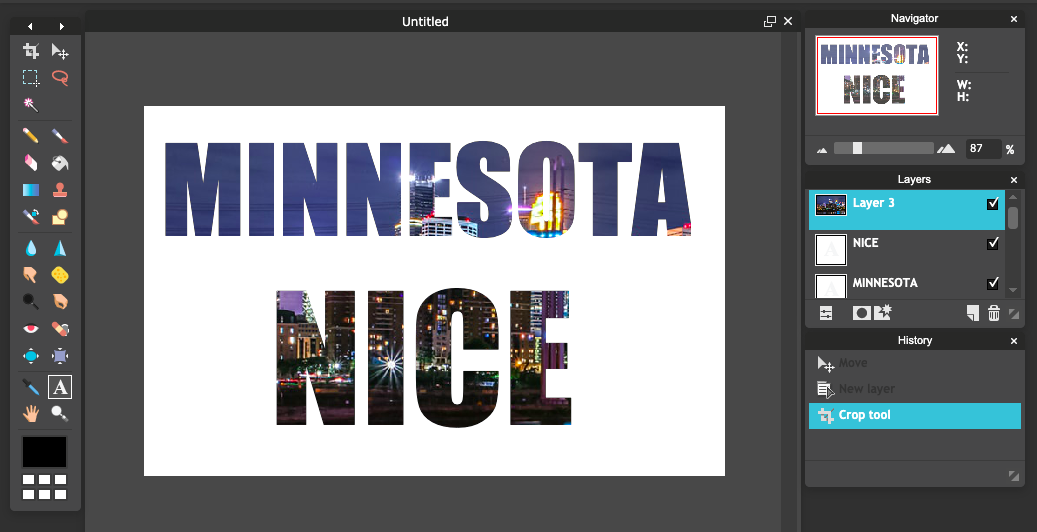 Untitled
MINNESOTA
NICE
A
Navigator
MINNESOTA
NICE
X:
Y:
W:
H:
87 %
Layers
Layer 3
A NICE
A MINNESOTA
History
Move
New layer
Crop tool